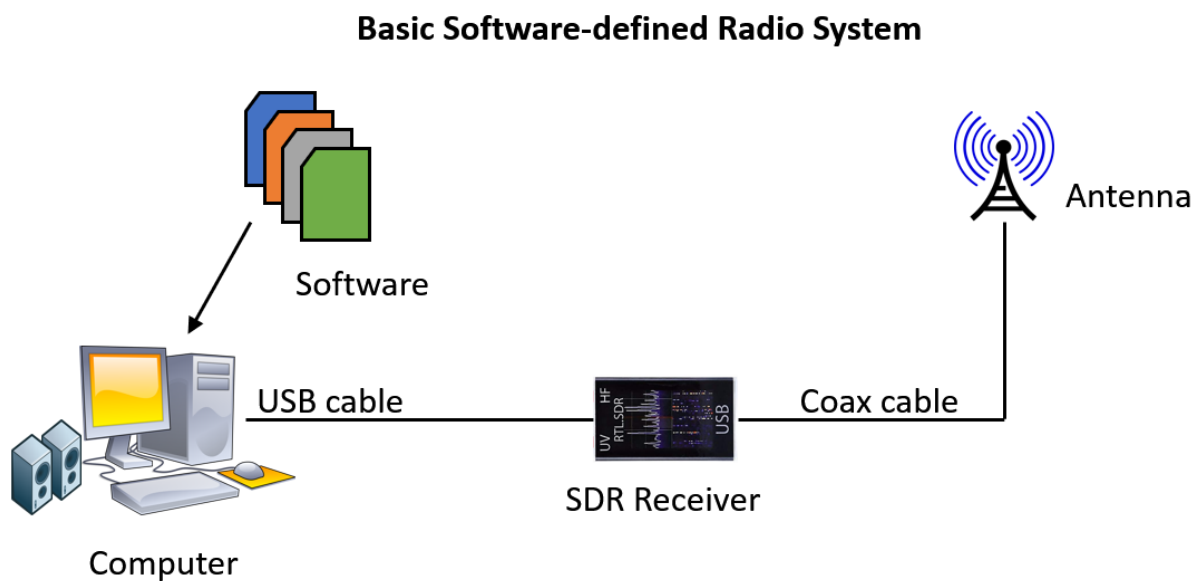 Basic Software-defined Radio System
Antenna
Software
USB cable
UV
HF
RTL.SDR
USB
Coax cable
SDR Receiver
Computer